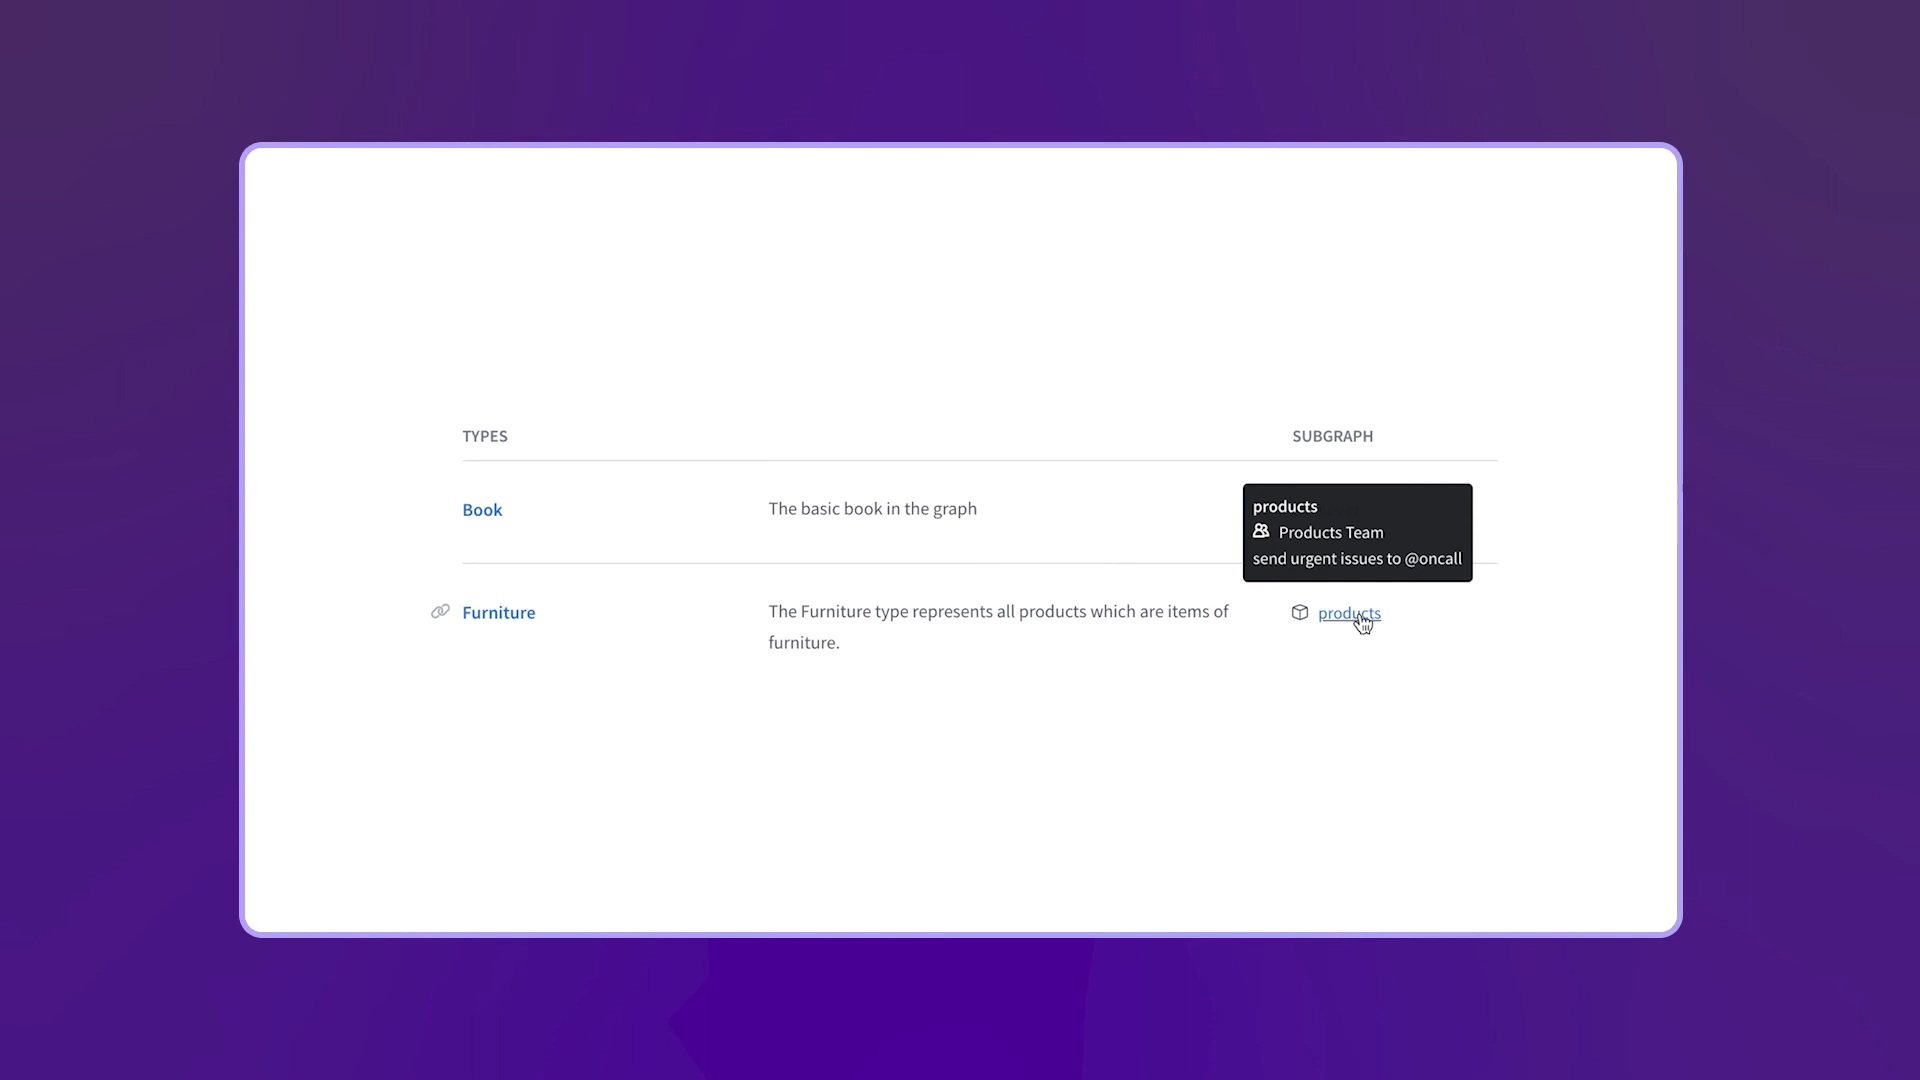 TYPES
SUBGRAPH
Book
The basic book in the graph
products
Products Team
send urgent issues to @oncall
Furniture
The Furniture type represents all products which are items of
furniture.
products